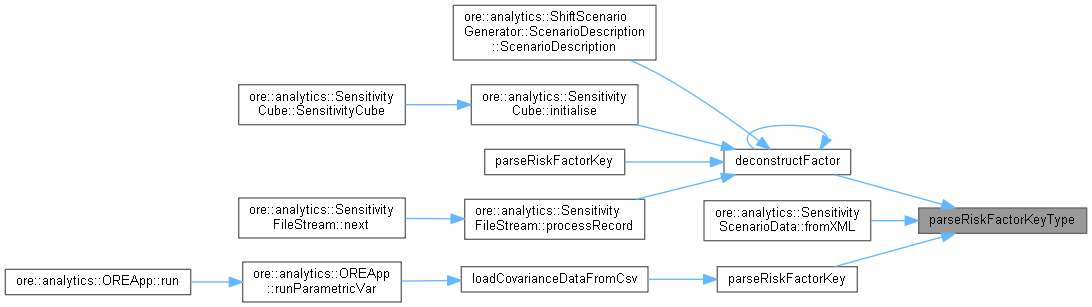 ore::analytics::ShiftScenario
Generator::ScenarioDescription
::ScenarioDescription
ore::analytics::Sensitivity
Cube::SensitivityCube
ore::analytics::Sensitivity
Cube::initialise
parseRiskFactorKey
deconstructFactor
ore::analytics::Sensitivity
FileStream::next
ore::analytics::Sensitivity
FileStream::processRecord
ore::analytics::Sensitivity
ScenarioData::fromXML
parseRiskFactorKeyType
ore::analytics::OREApp::run
ore::analytics::OREApp
::runParametricVar
loadCovarianceDataFromCsv
parseRiskFactorKey